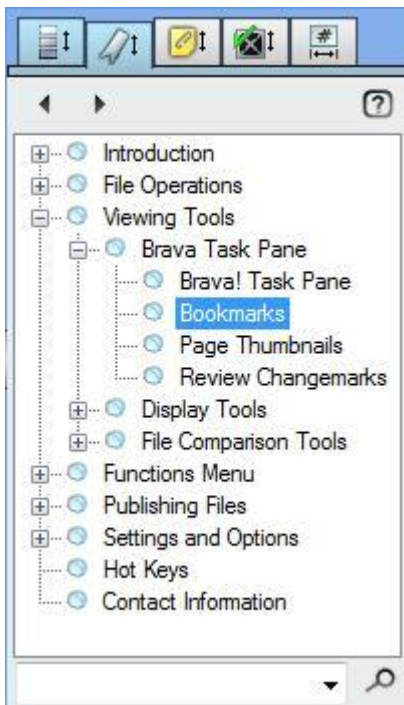 #
?
Introduction
File Operations
Viewing Tools
Brava Task Pane
Brava! Task Pane
Bookmarks
Page Thumbnails
Review Changemarks
Display Tools
File Comparison Tools
Functions Menu
Publishing Files
Settings and Options
Hot Keys
Contact Information